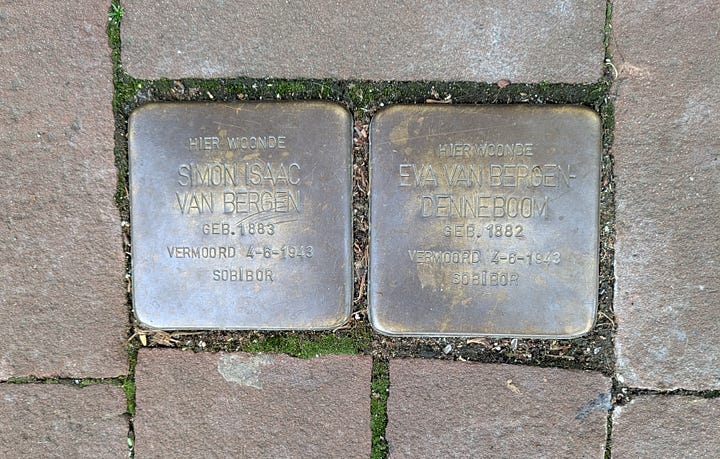 HIER WOONDE
SIMON ISAAC
VAN BERGEN
GEB. 1883
VERMOORD 4-6-1943
SOBIBOR
HIER WOONDE
EVA VAN BERGEN-
DENNEBOOM
GEB. 1882
VERMOORD 4-6-1943
SOBIBOR